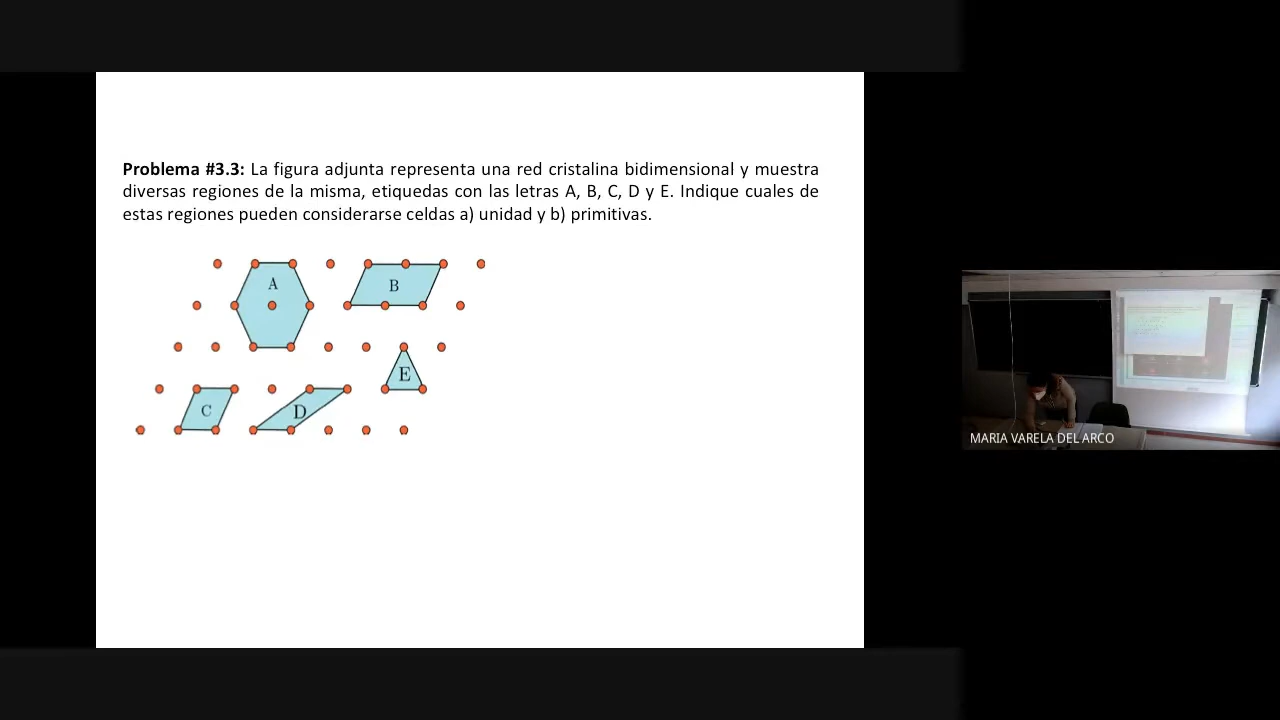 Problema #3.3: La figura adjunta representa una red cristalina bidimensional y muestra
diversas regiones de la misma, etiquedas con las letras A, B, C, D y E. Indique cuales de
estas regiones pueden considerarse celdas a) unidad y b) primitivas.
A
B
E
C
D
MARIA VARELA DEL ARCO